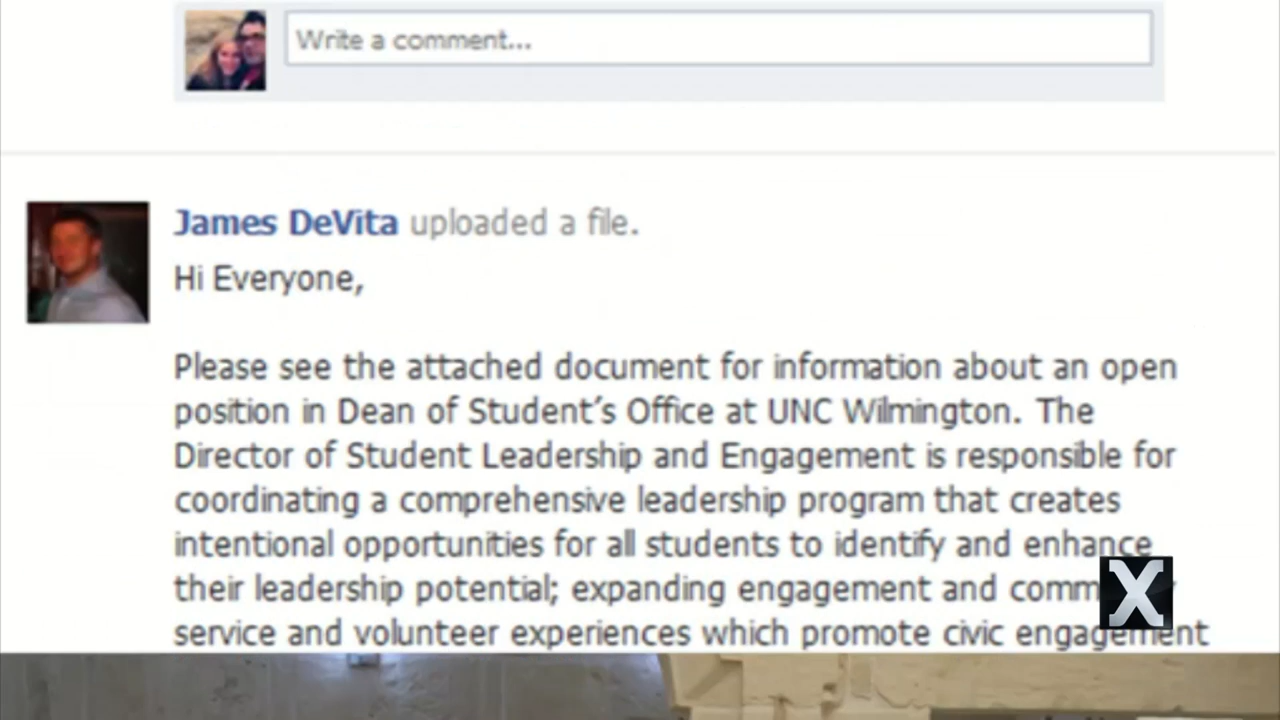 Write a comment...
James DeVita uploaded a file.
Hi Everyone,
Please see the attached document for information about an open
position in Dean of Student's Office at UNC Wilmington. The
Director of Student Leadership and Engagement is responsible for
coordinating a comprehensive leadership program that creates
intentional opportunities for all students to identify and enhance
their leadership potential; expanding engagement and
service and volunteer experiences which promote civic engagement
X